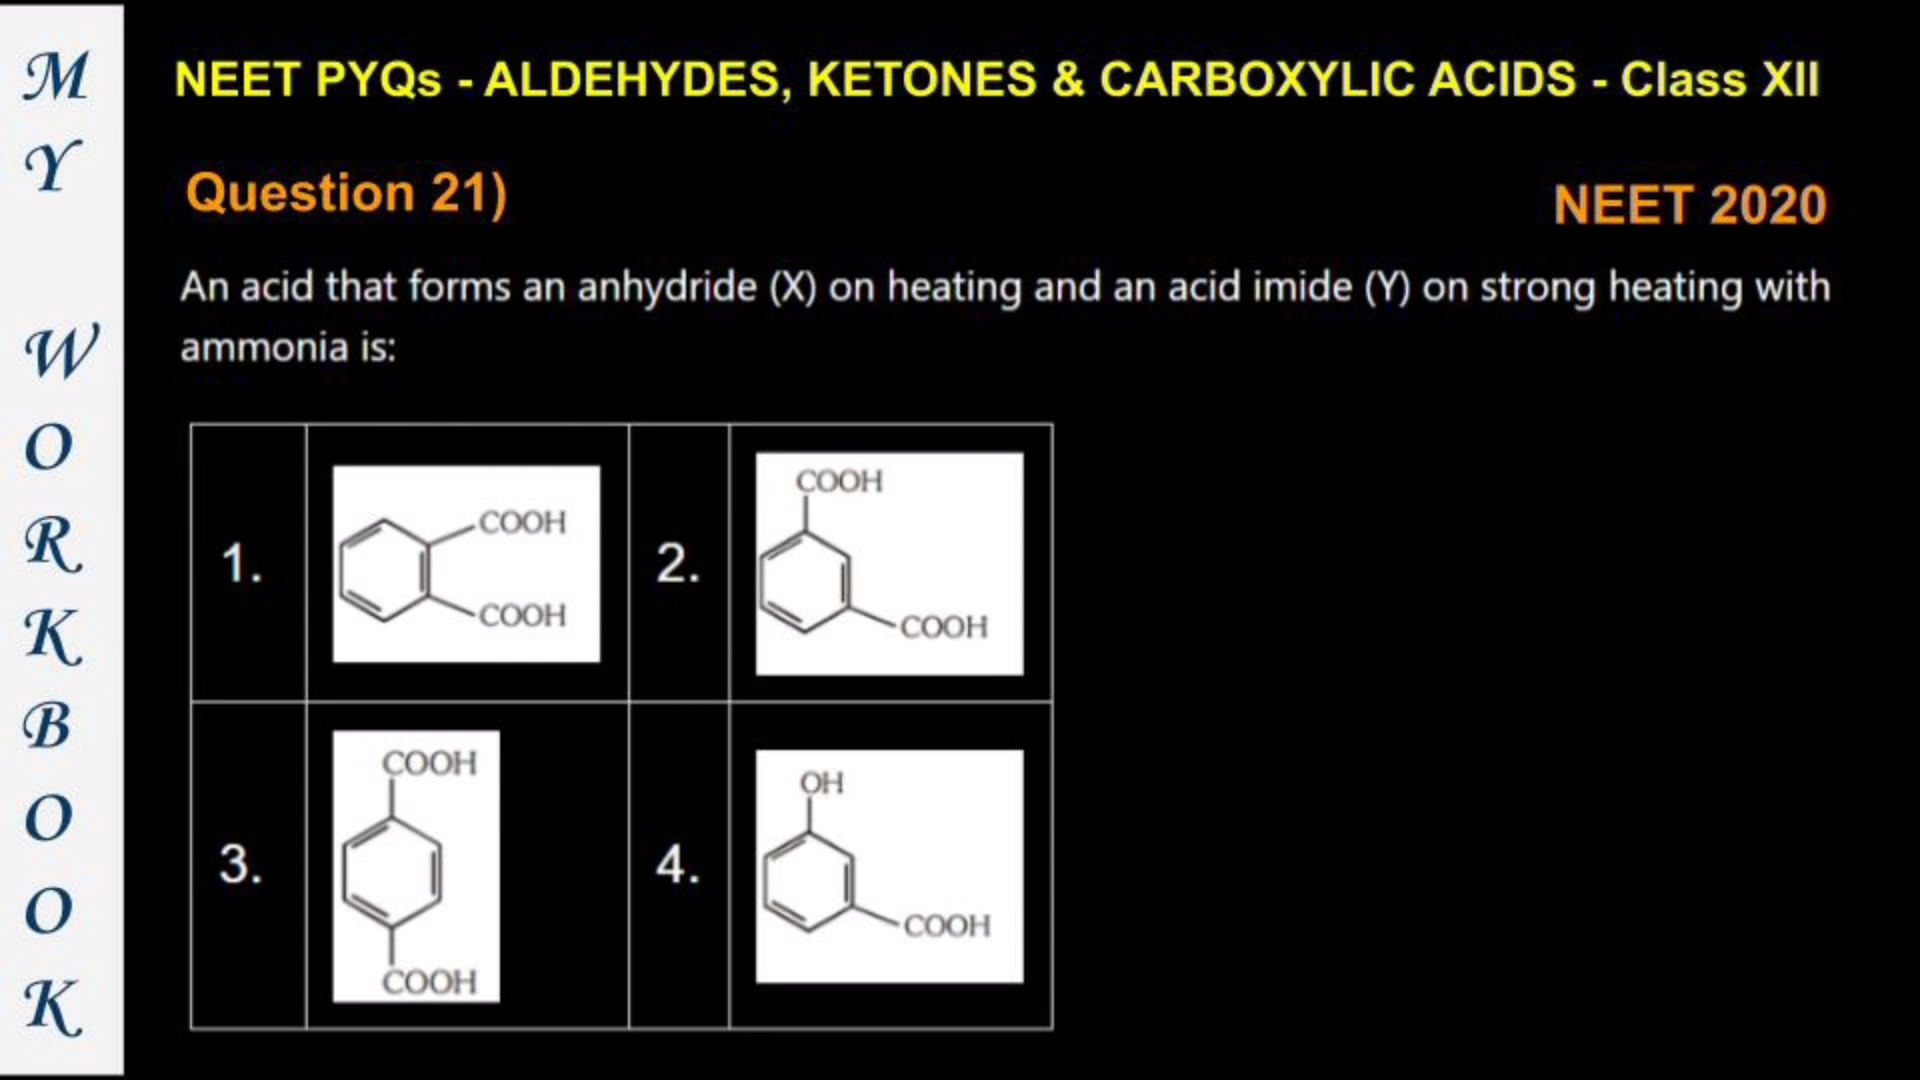 MY WORKBOOK
NEET PYQs - ALDEHYDES, KETONES & CARBOXYLIC ACIDS - Class XII
Question 21)
NEET 2020
An acid that forms an anhydride (X) on heating and an acid imide (Y) on strong heating with
ammonia is:
1.
COOH
COOH
2.
COOH
COOH
3.
COOH
COOH
4.
OH
COOH